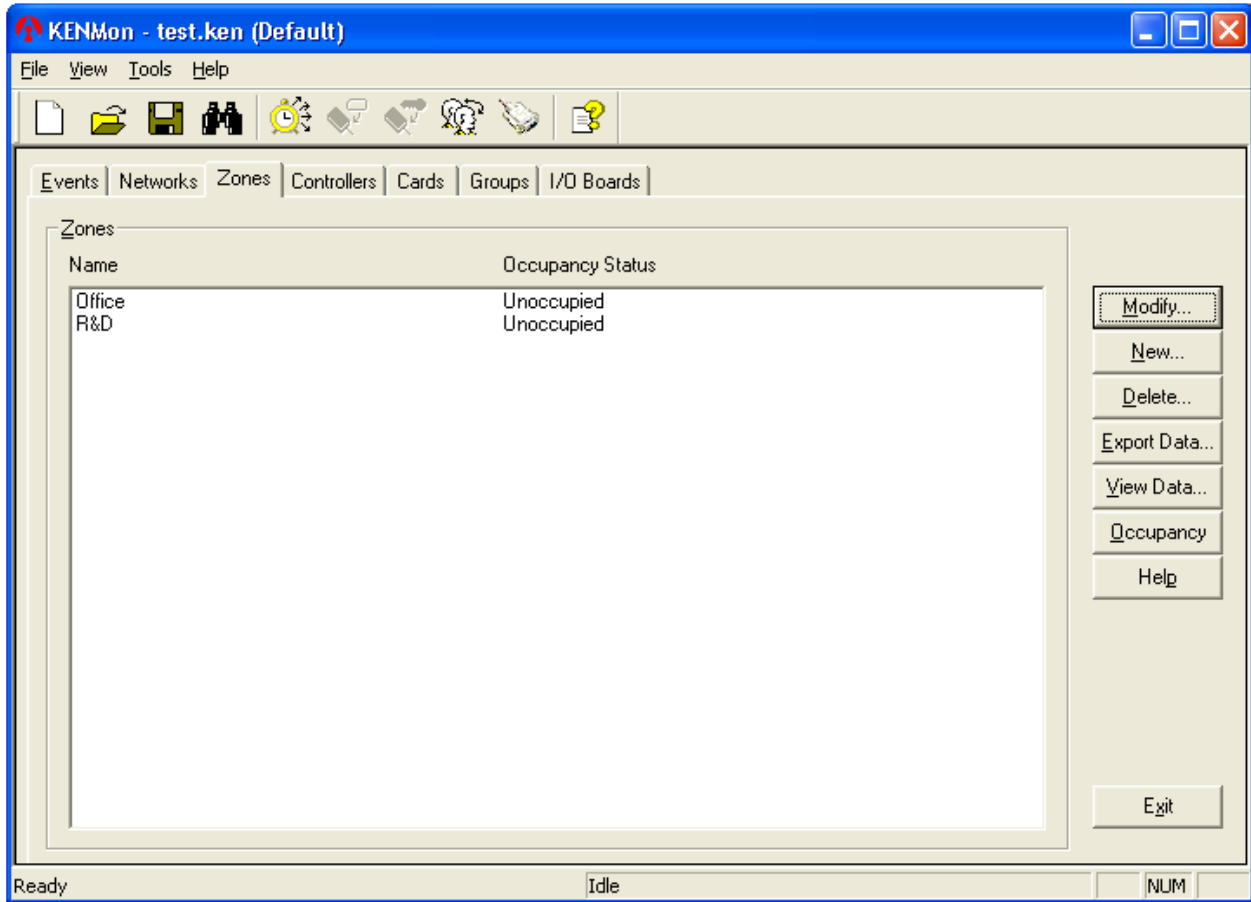 KENMon - test.ken (Default)
File View Tools Help
Events Networks Zones Controllers Cards Groups I/O Boards
Zones
Name Occupancy Status
Office Unoccupied
R&D Unoccupied
Modify...
New...
Delete...
Export Data...
View Data...
Occupancy
Help
Exit
Ready Idle NUM